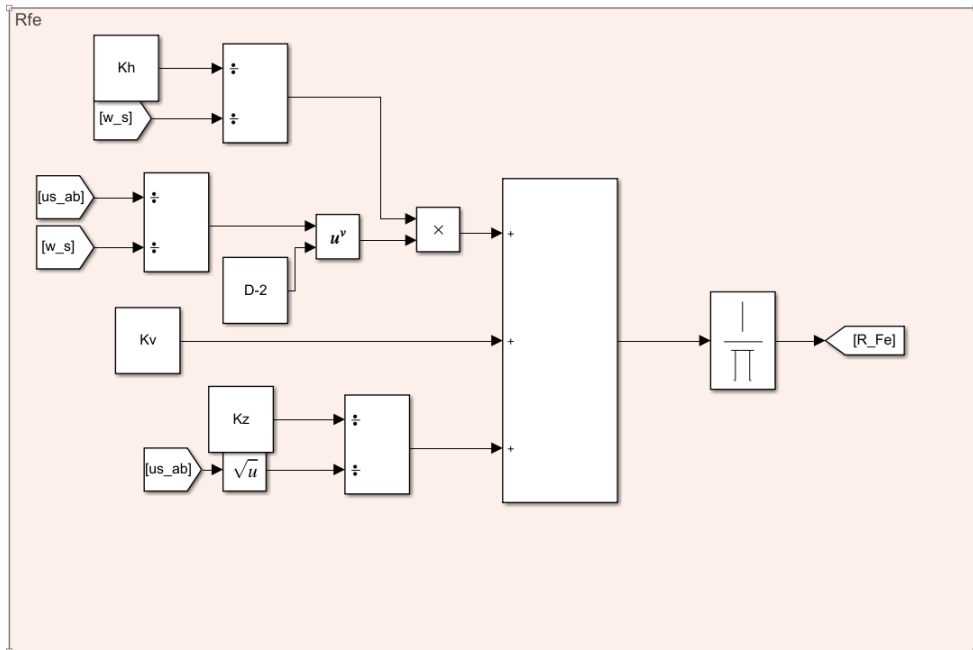 Rfe
Kh
÷
[w_s]
÷
[us_ab]
÷
[w_s]
÷
u^v
×
+
D-2
Kv
+
[R_Fe]
Kz
÷
[us_ab]
√u
÷
+